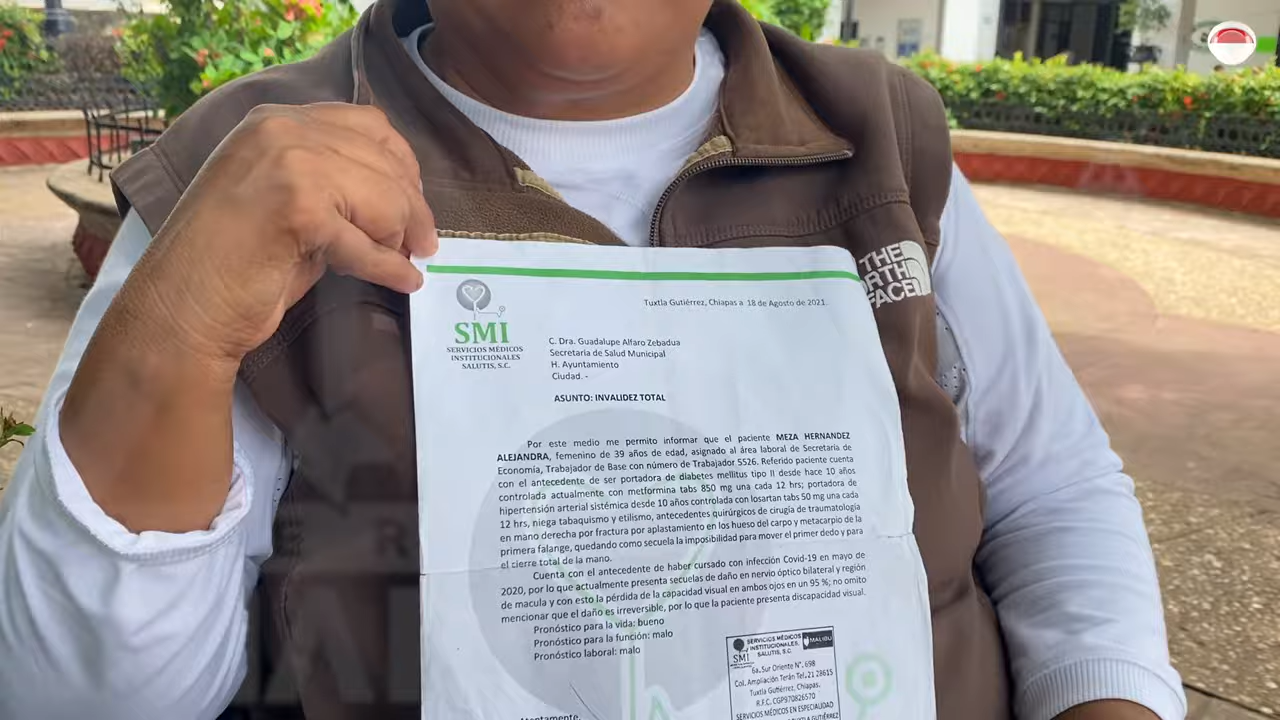 THE
NORTH
FACE
Tuxtla Gutiérrez, Chiapas a 18 de Agosto de 2021.
SMI
SERVICIOS MÉDICOS
INSTITUCIONALES
SALUTIS, S.C.
C. Dra. Guadalupe Alfaro Zebadua
Secretaria de Salud Municipal
H. Ayuntamiento
Ciudad. -
ASUNTO: INVALIDEZ TOTAL
Por este medio me permito informar que el paciente MEZA HERNANDEZ
ALEJANDRA, femenino de 39 años de edad, asignado al área laboral de Secretaria de
Economía, Trabajador de Base con número de Trabajador 5526. Referido paciente cuenta
con el antecedente de ser portadora de diabetes mellitus tipo II desde hace 10 años
controlada actualmente con metformina tabs 850 mg una cada 12 hrs; portadora de
hipertensión arterial sistémica desde 10 años controlada con losartan tabs 50 mg una cada
12 hrs, niega tabaquismo y etilismo, antecedentes quirúrgicos de cirugía de traumatología
en mano derecha por fractura por aplastamiento en los hueso del carpo y metacarpio de la
primera falange, quedando como secuela la imposibilidad para mover el primer dedo y para
el cierre total de la mano.
Cuenta con el antecedente de haber cursado con infección Covid-19 en mayo de
2020, por lo que actualmente presenta secuelas de daño en nervio óptico bilateral y región
de macula y con esto la pérdida de la capacidad visual en ambos ojos en un 95 %; no omito
mencionar que el daño es irreversible, por lo que la paciente presenta discapacidad visual.
Pronóstico para la vida: bueno
Pronóstico para la función: malo
Pronóstico laboral: malo
Atentamente.
SERVICIOS MÉDICOS
INSTITUCIONALES
SALUTIS, S.C.
MALIBU
SMI
6a. Sur Oriente N°. 698
Col. Ampliación Terán Tel. 21 28615
Tuxtla Gutiérrez, Chiapas.
R.F.C. CGP970826570
SERVICIOS MÉDICOS EN ESPECIALIDAD